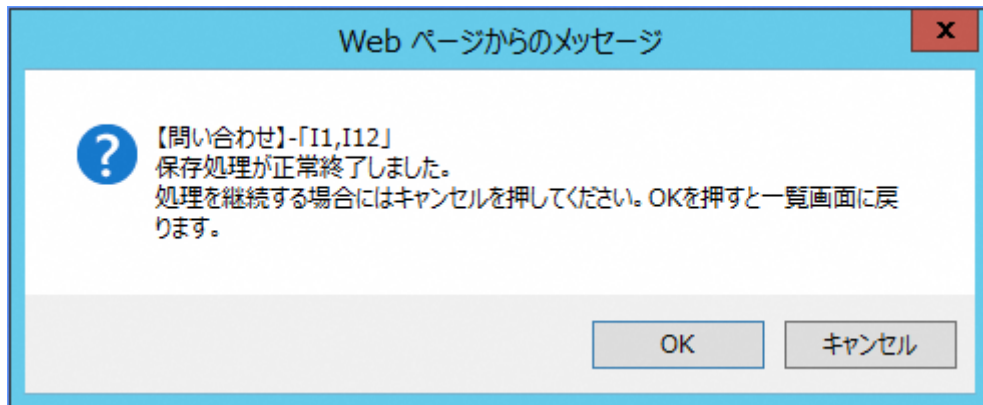 Web ページからのメッセージ
x
?
【問い合わせ】-「I1,I12」
保存処理が正常終了しました。
処理を継続する場合にはキャンセルを押してください。OKを押すと一覧画面に戻
ります。
OK
キャンセル